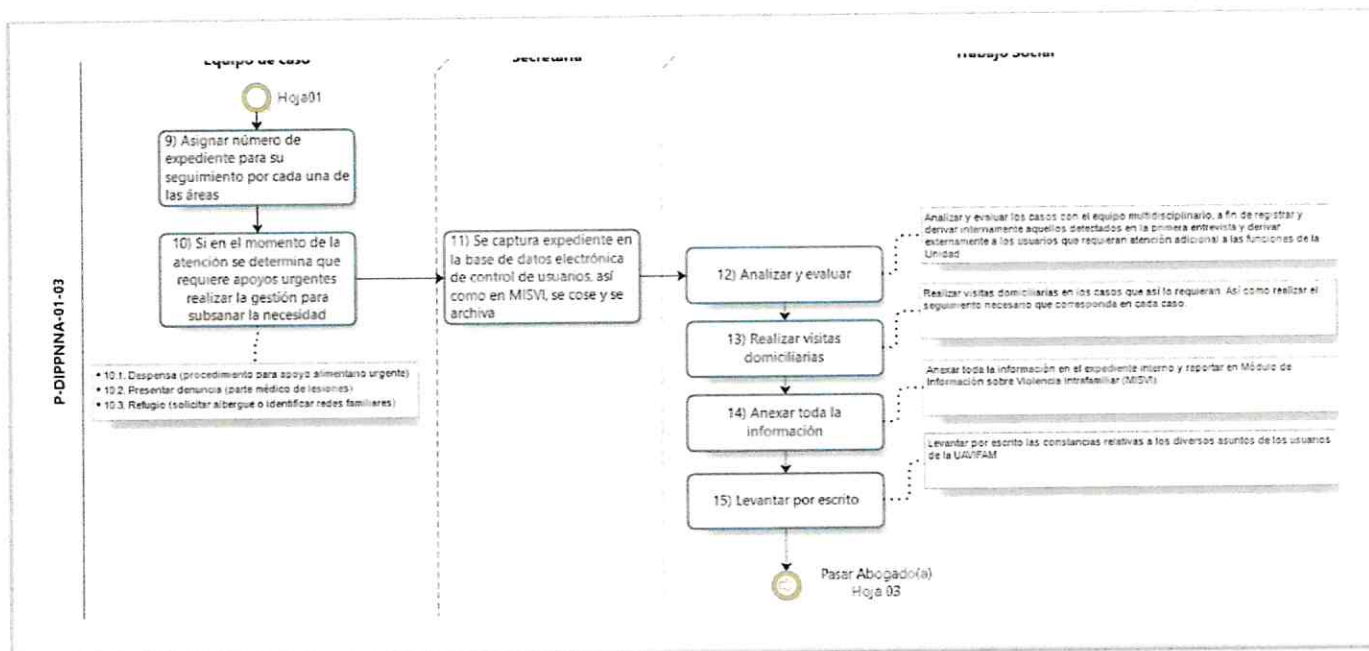 Equipo de caso
Secretaria
Trabajo Social
P-DIPPNNA-01-03
Hoja01
9) Asignar número de
expediente para su
seguimiento por cada una de
las áreas
10) Si en el momento de la
atención se determina que
requiere apoyos urgentes
realizar la gestión para
subsanar la necesidad
• 10.1. Despensa (procedimiento para apoyo alimentario urgente)
• 10.2. Presentar denuncia (parte médico de lesiones)
• 10.3. Refugio (solicitar albergue o identificar redes familiares)
11) Se captura expediente en
la base de datos electrónica
de control de usuarios, así
como en MISVI, se cose y se
archiva
12) Analizar y evaluar
Analizar y evaluar los casos con el equipo multidisciplinario, a fin de registrar y
derivar internamente aquellos detectados en la primera entrevista y derivar
externamente a los usuarios que requieran atención adicional a las funciones de la
Unidad
13) Realizar visitas
domiciliarias
Realizar visitas domiciliarias en los casos que así lo requieran. Así como realizar el
seguimiento necesario que corresponda en cada caso.
14) Anexar toda la
información
Anexar toda la información en el expediente interno y reportar en Módulo de
Información sobre Violencia Intrafamiliar (MISVI)
15) Levantar por escrito
Levantar por escrito las constancias relativas a los diversos asuntos de los usuarios
de la UAVIFAM
Pasar Abogado(a)
Hoja 03